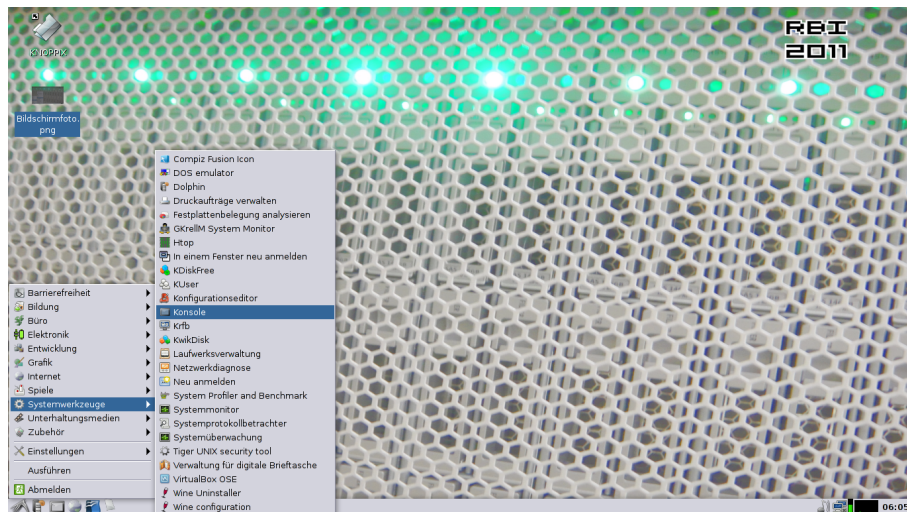 RBI
2011
KNOPPIX
Bildschirmfoto.
png
Compiz Fusion Icon
DOS emulator
Dolphin
Druckaufträge verwalten
Festplattenbelegung analysieren
GKrellM System Monitor
Htop
In einem Fenster neu anmelden
KDiskFree
KUser
Konfigurationseditor
Konsole
Krfb
KwikDisk
Laufwerksverwaltung
Netzwerkdiagnose
Neu anmelden
System Profiler and Benchmark
Systemmonitor
Systemprotokollbetrachter
Systemüberwachung
Tiger UNIX security tool
Verwaltung für digitale Brieftasche
VirtualBox OSE
Wine Uninstaller
Wine configuration
Barrierefreiheit
Bildung
Büro
Elektronik
Entwicklung
Grafik
Internet
Spiele
Systemwerkzeuge
Unterhaltungsmedien
Zubehör
Einstellungen
Ausführen
Abmelden
06:05